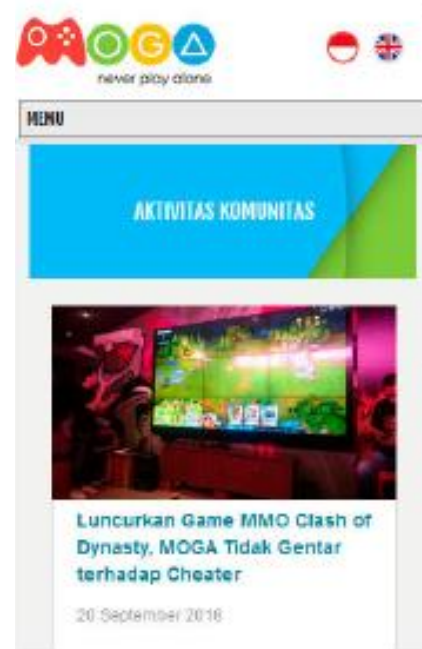 MOGA
never play alone
MENU
AKTIVITAS KOMUNITAS
Luncurkan Game MMO Clash of
Dynasty, MOGA Tidak Gentar
terhadap Cheater
20 September 2016